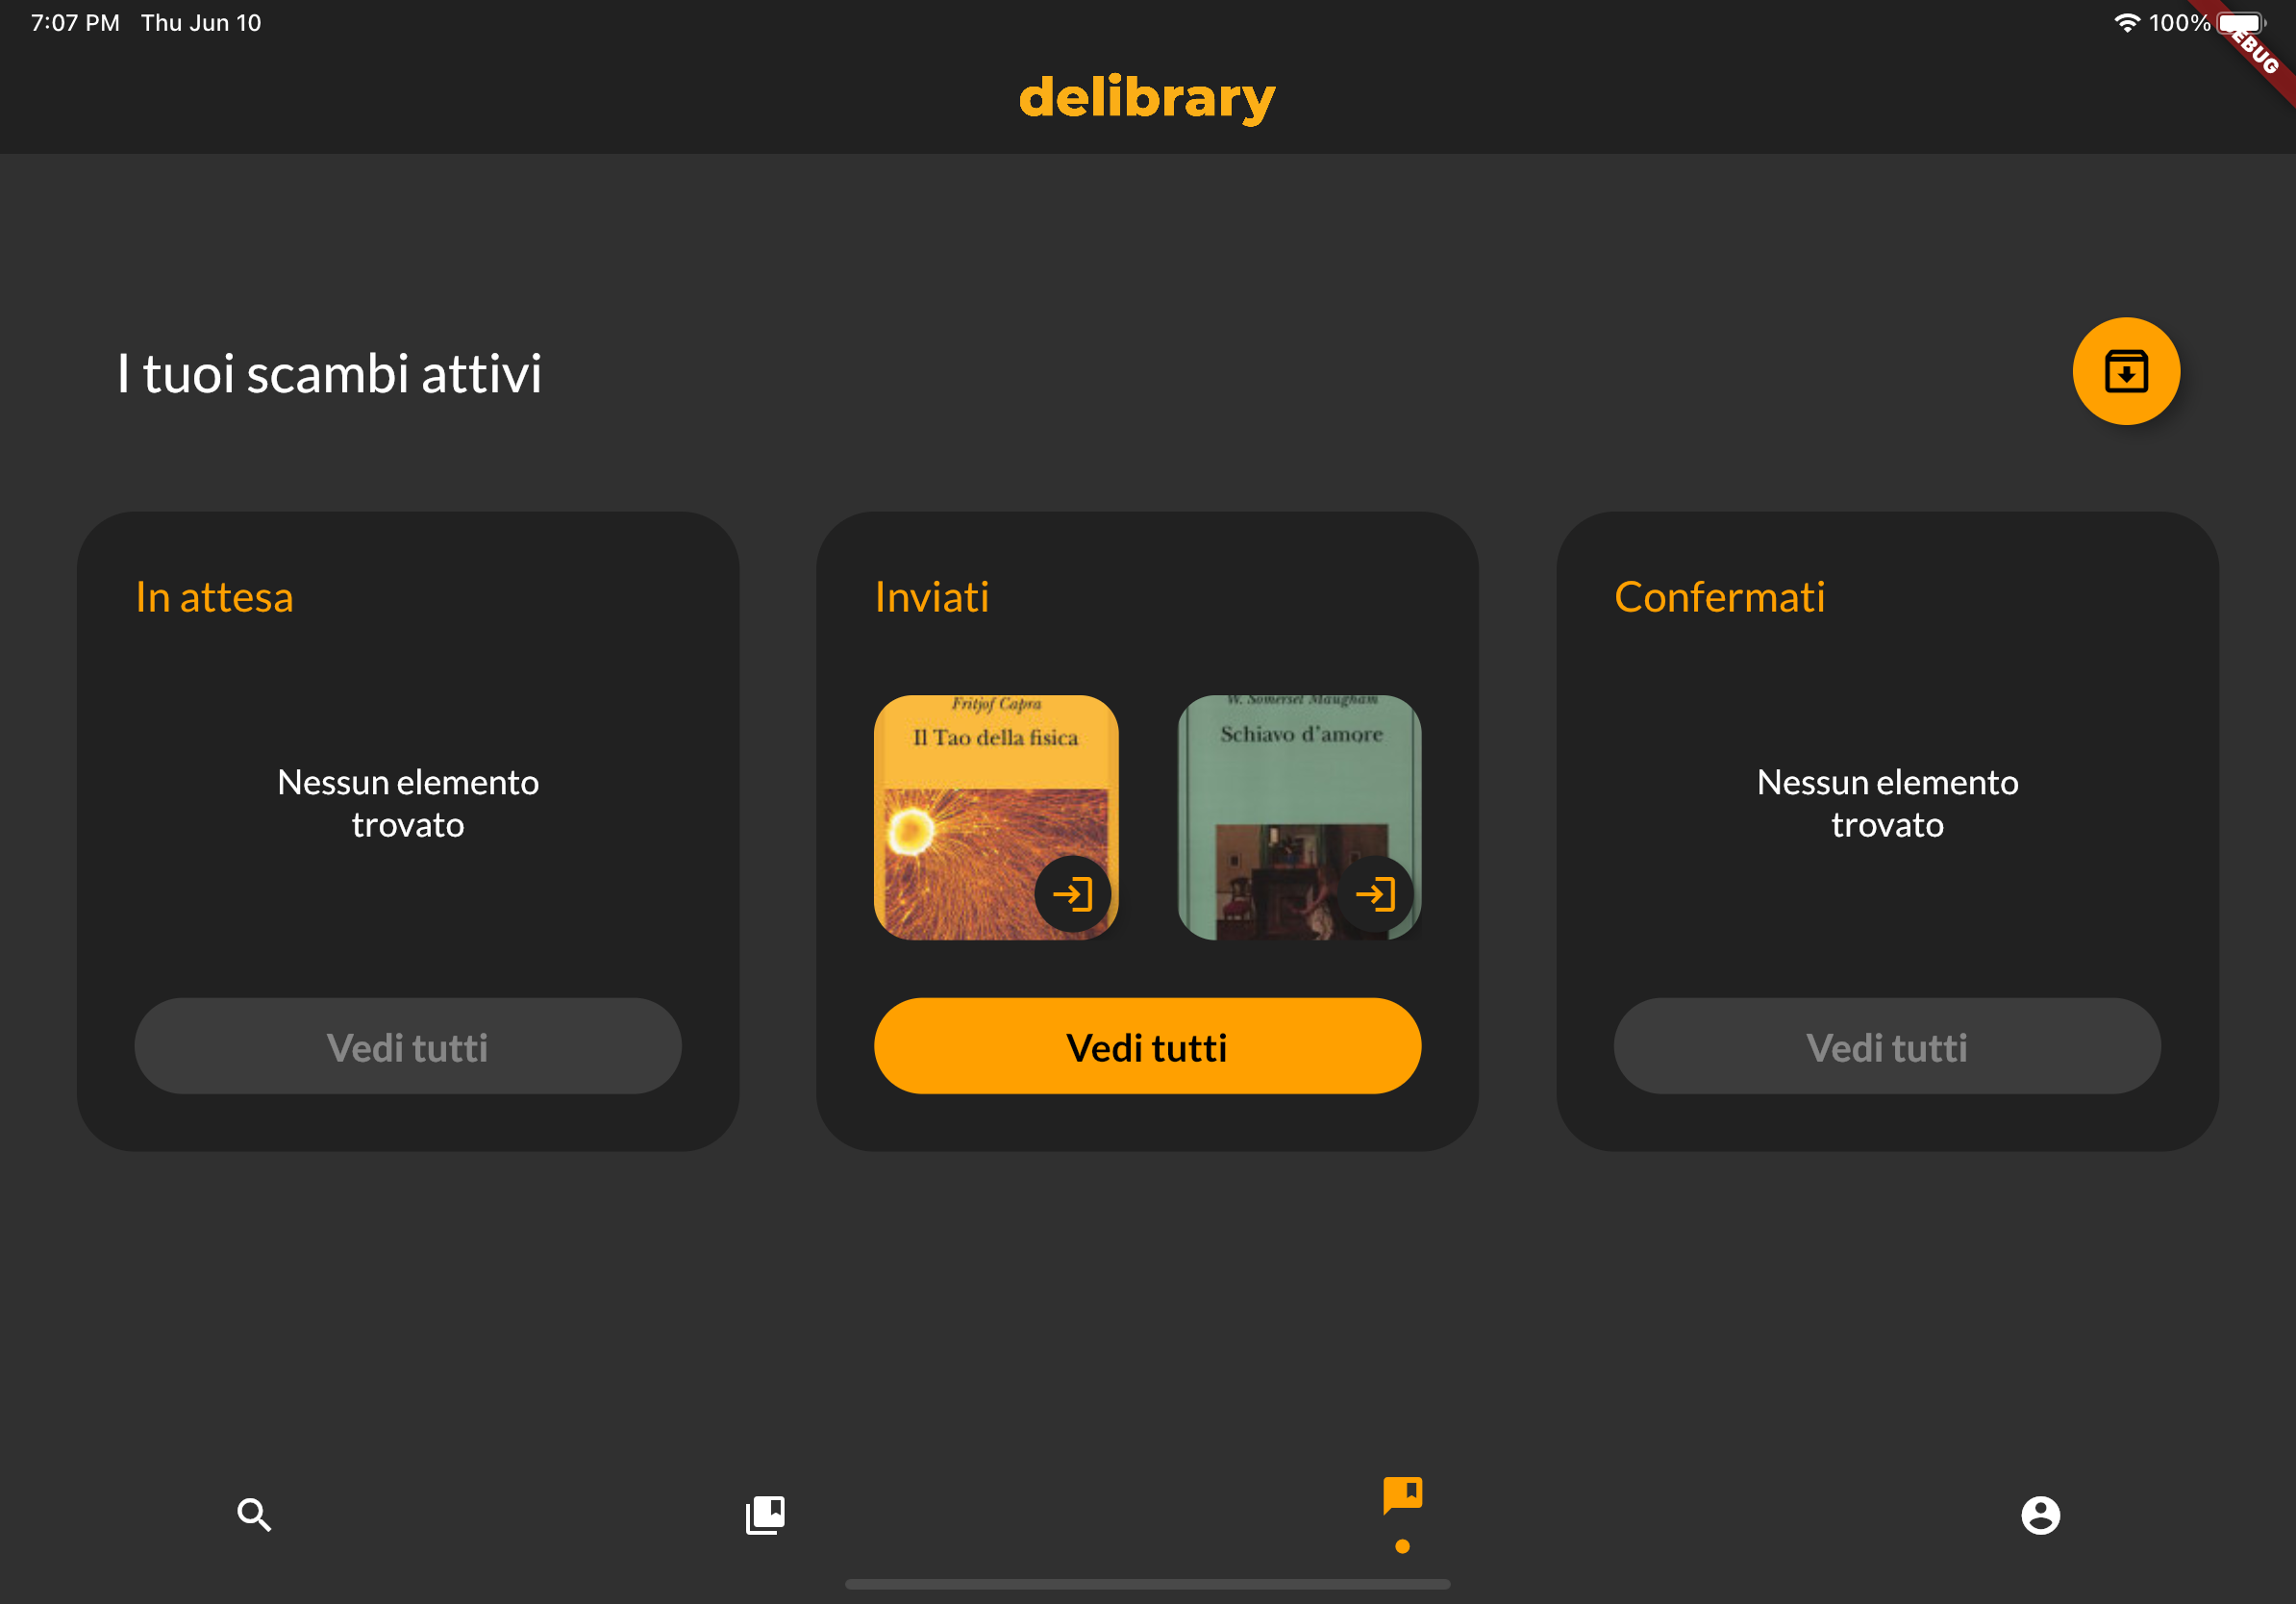 7:07 PM Thu Jun 10
100%
EBUG
delibrary
I tuoi scambi attivi
In attesa
Nessun elemento
trovato
Vedi tutti
Inviati
Fritjof Capra
Il Tao della fisica
W. Somerset Maugham
Schiavo d'amore
Vedi tutti
Confermati
Nessun elemento
trovato
Vedi tutti